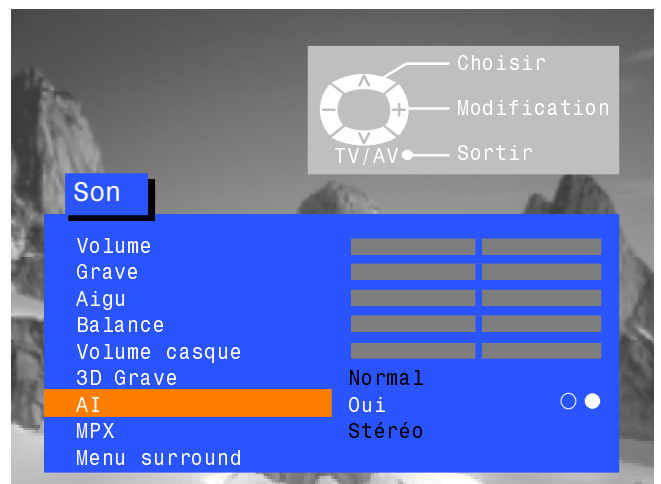 Choisir
Modification
TV/AV Sortir
Son
Volume
Grave
Aigu
Balance
Volume casque
3D Grave Normal
AI Oui
MPX Stéréo
Menu surround